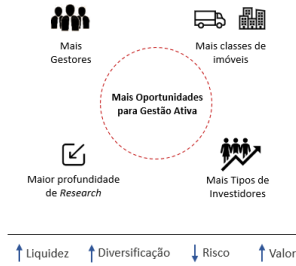 Mais
Gestores
Mais classes de
imóveis
Mais Oportunidades
para Gestão Ativa
Maior profundidade
de Research
Mais Tipos de
Investidores
Liquidez
Diversificação
Risco
Valor